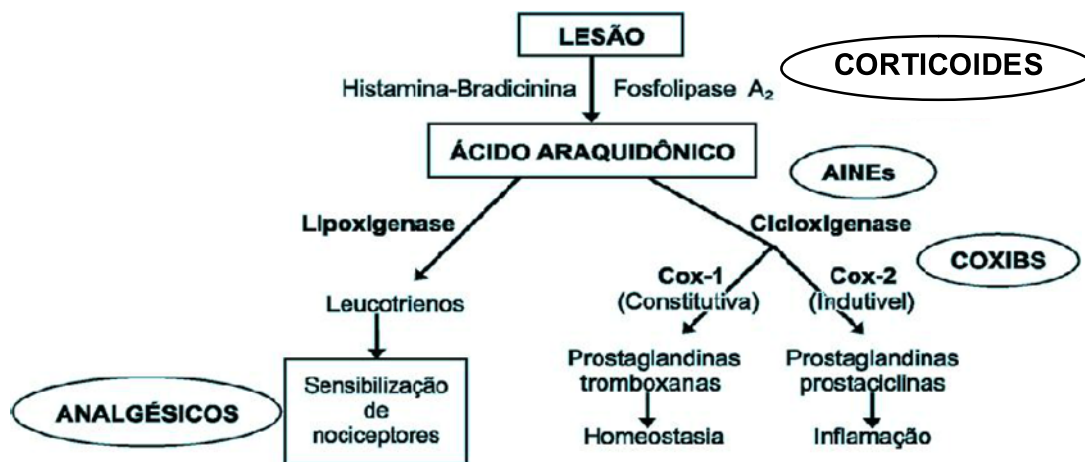 LESÃO
CORTICOIDES
Histamina-Bradicinina
Fosfolipase A₂
ÁCIDO ARAQUIDÔNICO
AINEs
Lipoxigenase
Cicloxigenase
COXIBS
Cox-1
(Constitutiva)
Cox-2
(Indutivel)
Leucotrienos
Prostaglandinas
tromboxanas
Prostaglandinas
prostaciclinas
ANALGÉSICOS
Sensibilização
de
nociceptores
Homeostasia
Inflamação